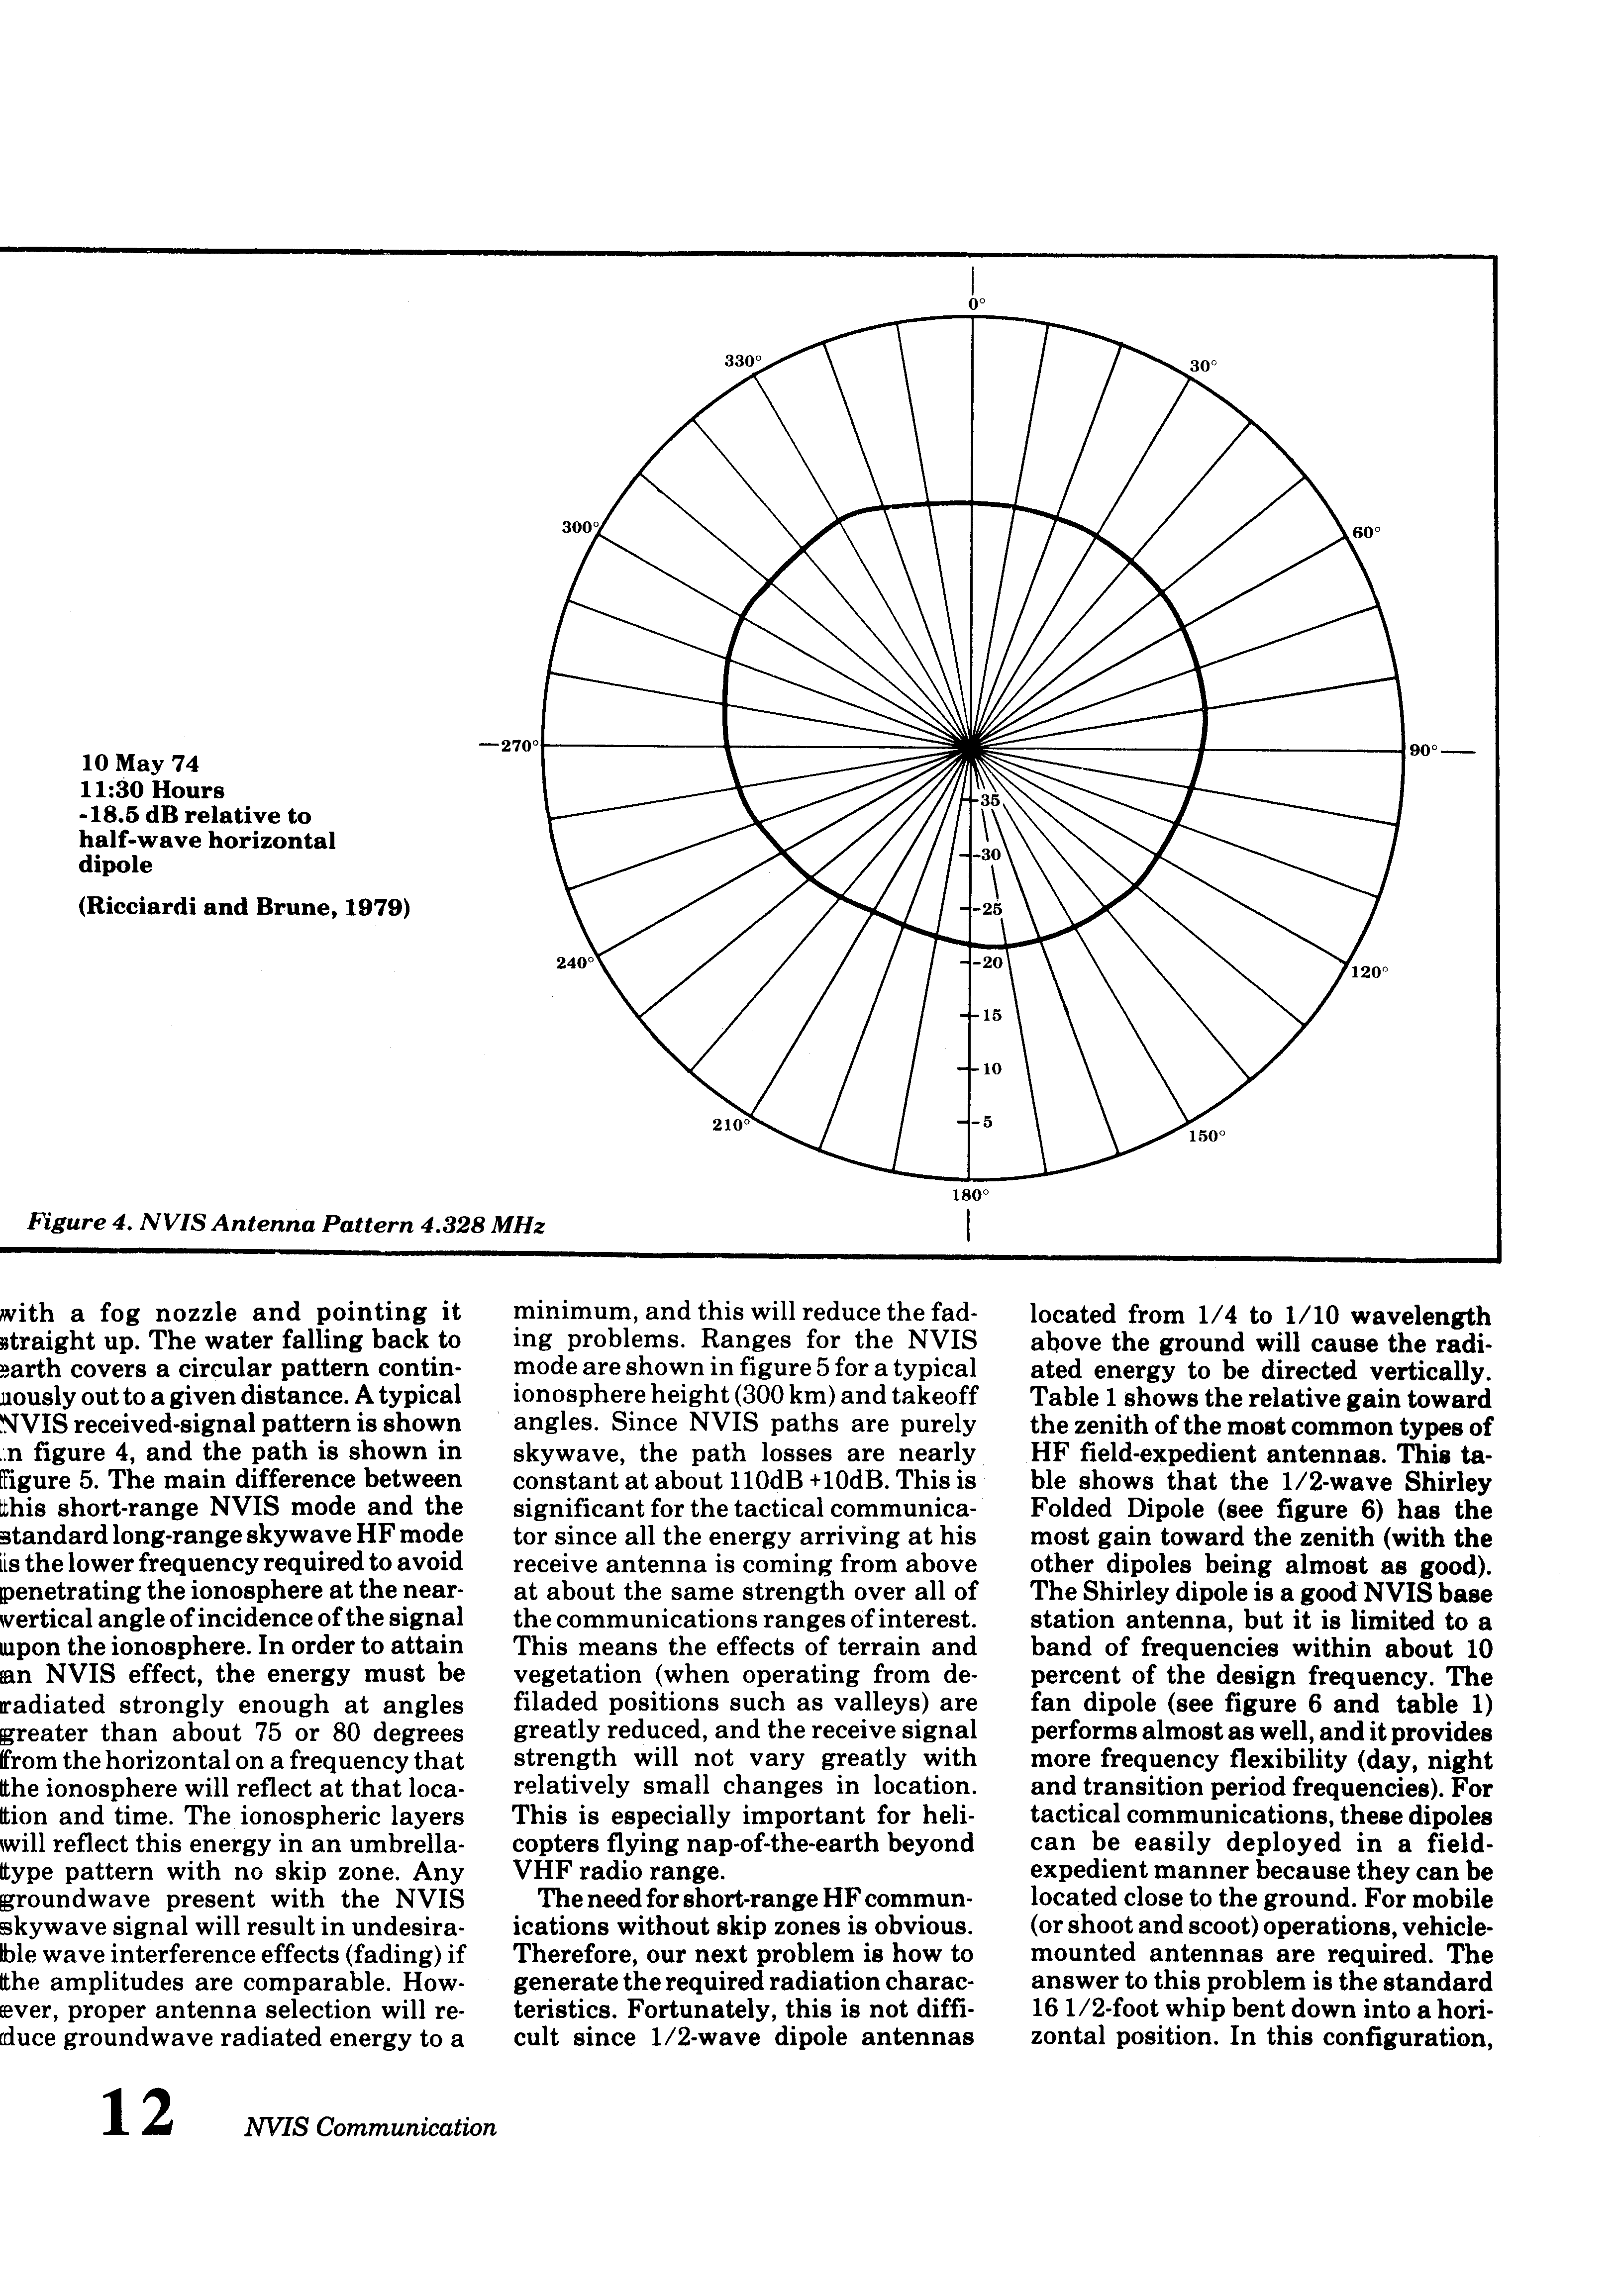 0°
330°
30°
300°
60°
270°
90°
35
-30
-25
-20
15
10
-5
240°
120°
210°
150°
180°
10 May 74
11:30 Hours
-18.5 dB relative to
half-wave horizontal
dipole
(Ricciardi and Brune, 1979)
Figure 4. NVIS Antenna Pattern 4.328 MHz
with a fog nozzle and pointing it
straight up. The water falling back to
earth covers a circular pattern contin-
uously out to a given distance. A typical
NVIS received-signal pattern is shown
in figure 4, and the path is shown in
figure 5. The main difference between
this short-range NVIS mode and the
standard long-range skywave HF mode
is the lower frequency required to avoid
penetrating the ionosphere at the near-
vertical angle of incidence of the signal
upon the ionosphere. In order to attain
an NVIS effect, the energy must be
radiated strongly enough at angles
greater than about 75 or 80 degrees
from the horizontal on a frequency that
the ionosphere will reflect at that loca-
tion and time. The ionospheric layers
will reflect this energy in an umbrella-
type pattern with no skip zone. Any
groundwave present with the NVIS
skywave signal will result in undesira-
ble wave interference effects (fading) if
the amplitudes are comparable. How-
ever, proper antenna selection will re-
duce groundwave radiated energy to a
minimum, and this will reduce the fad-
ing problems. Ranges for the NVIS
mode are shown in figure 5 for a typical
ionosphere height (300 km) and takeoff
angles. Since NVIS paths are purely
skywave, the path losses are nearly
constant at about 110dB +10dB. This is
significant for the tactical communica-
tor since all the energy arriving at his
receive antenna is coming from above
at about the same strength over all of
the communications ranges of interest.
This means the effects of terrain and
vegetation (when operating from de-
filaded positions such as valleys) are
greatly reduced, and the receive signal
strength will not vary greatly with
relatively small changes in location.
This is especially important for heli-
copters flying nap-of-the-earth beyond
VHF radio range.
The need for short-range HF commun-
ications without skip zones is obvious.
Therefore, our next problem is how to
generate the required radiation charac-
teristics. Fortunately, this is not diffi-
cult since 1/2-wave dipole antennas
located from 1/4 to 1/10 wavelength
above the ground will cause the radi-
ated energy to be directed vertically.
Table 1 shows the relative gain toward
the zenith of the most common types of
HF field-expedient antennas. This ta-
ble shows that the 1/2-wave Shirley
Folded Dipole (see figure 6) has the
most gain toward the zenith (with the
other dipoles being almost as good).
The Shirley dipole is a good NVIS base
station antenna, but it is limited to a
band of frequencies within about 10
percent of the design frequency. The
fan dipole (see figure 6 and table 1)
performs almost as well, and it provides
more frequency flexibility (day, night
and transition period frequencies). For
tactical communications, these dipoles
can be easily deployed in a field-
expedient manner because they can be
located close to the ground. For mobile
(or shoot and scoot) operations, vehicle-
mounted antennas are required. The
answer to this problem is the standard
16 1/2-foot whip bent down into a hori-
zontal position. In this configuration,
12
NVIS Communication